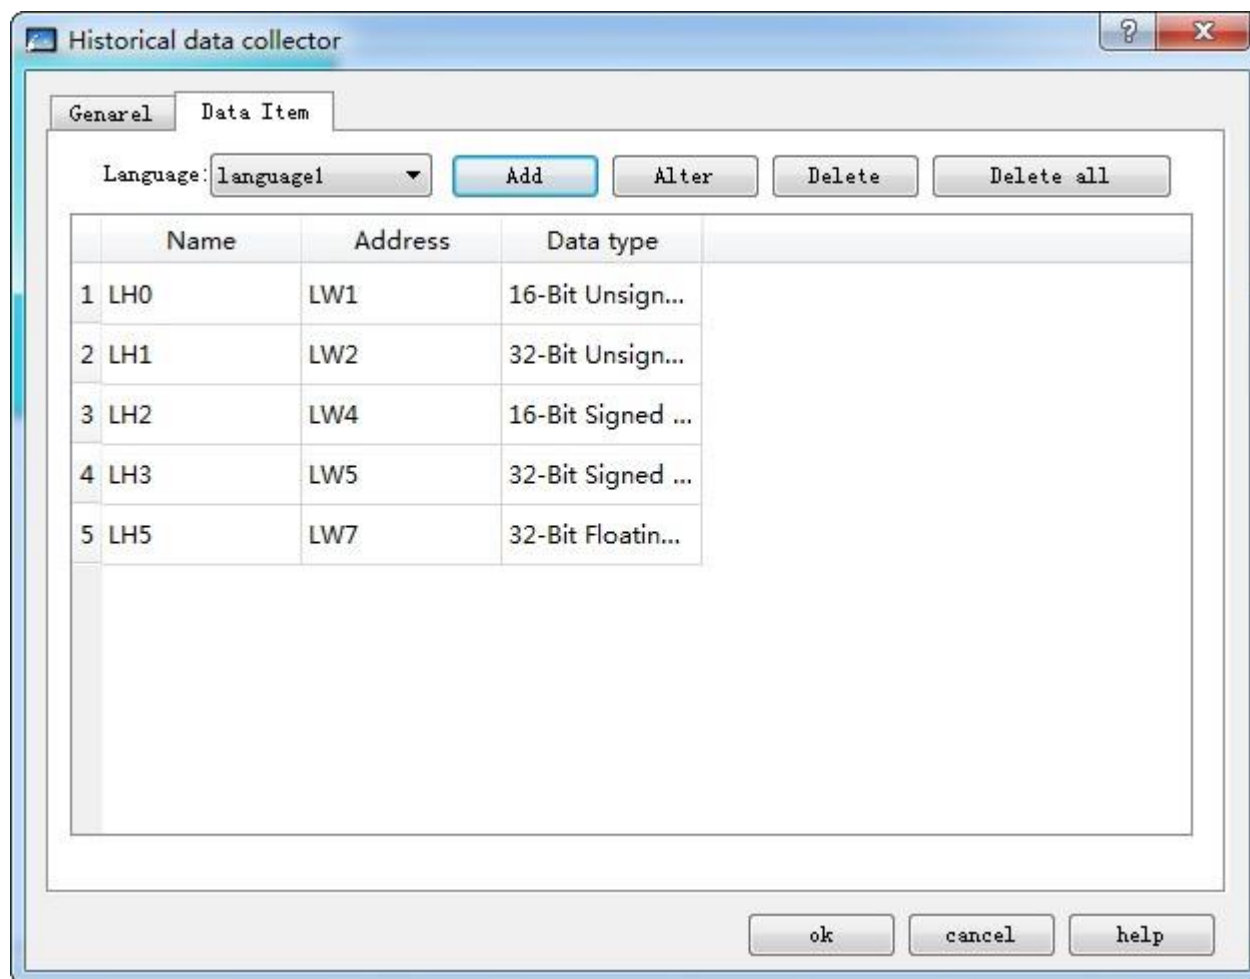 Historical data collector
Genarel Data Item
Language: language1 Add Alter Delete Delete all
Name Address Data type
1 LH0 LW1 16-Bit Unsign...
2 LH1 LW2 32-Bit Unsign...
3 LH2 LW4 16-Bit Signed ...
4 LH3 LW5 32-Bit Signed ...
5 LH5 LW7 32-Bit Floatin...
ok cancel help